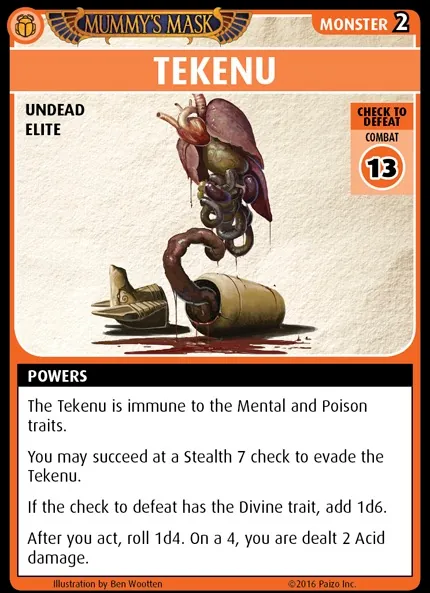 MUMMY'S MASK
MONSTER 2
TEKENU
UNDEAD
ELITE
CHECK TO
DEFEAT
COMBAT
13
POWERS
The Tekenu is immune to the Mental and Poison
traits.
You may succeed at a Stealth 7 check to evade the
Tekenu.
If the check to defeat has the Divine trait, add 1d6.
After you act, roll 1d4. On a 4, you are dealt 2 Acid
damage.
Illustration by Ben Wootten
©2016 Paizo Inc.